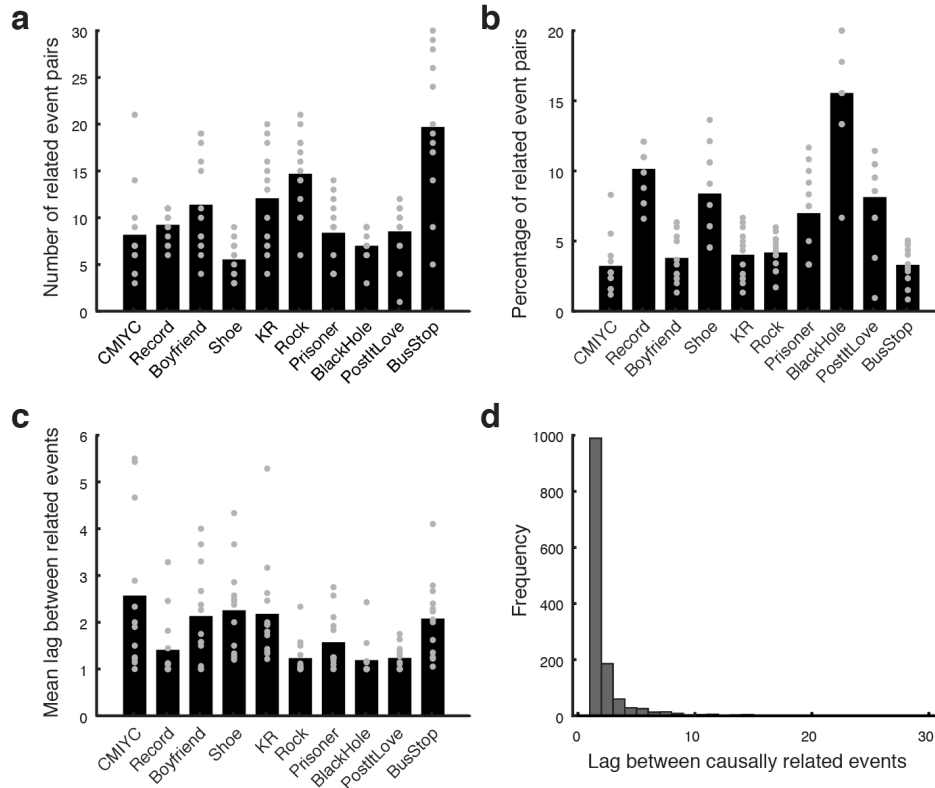 a
Number of related event pairs
30
25
20
15
10
5
0
CMIYC
Record
Boyfriend
Shoe
KR
Rock
Prisoner
BlackHole
PostItLove
BusStop
b
Percentage of related event pairs
20
15
10
5
0
CMIYC
Record
Boyfriend
Shoe
KR
Rock
Prisoner
BlackHole
PostItLove
BusStop
c
Mean lag between related events
6
5
4
3
2
1
0
CMIYC
Record
Boyfriend
Shoe
KR
Rock
Prisoner
BlackHole
PostItLove
BusStop
d
Frequency
1000
800
600
400
200
0
0
10
20
30
Lag between causally related events